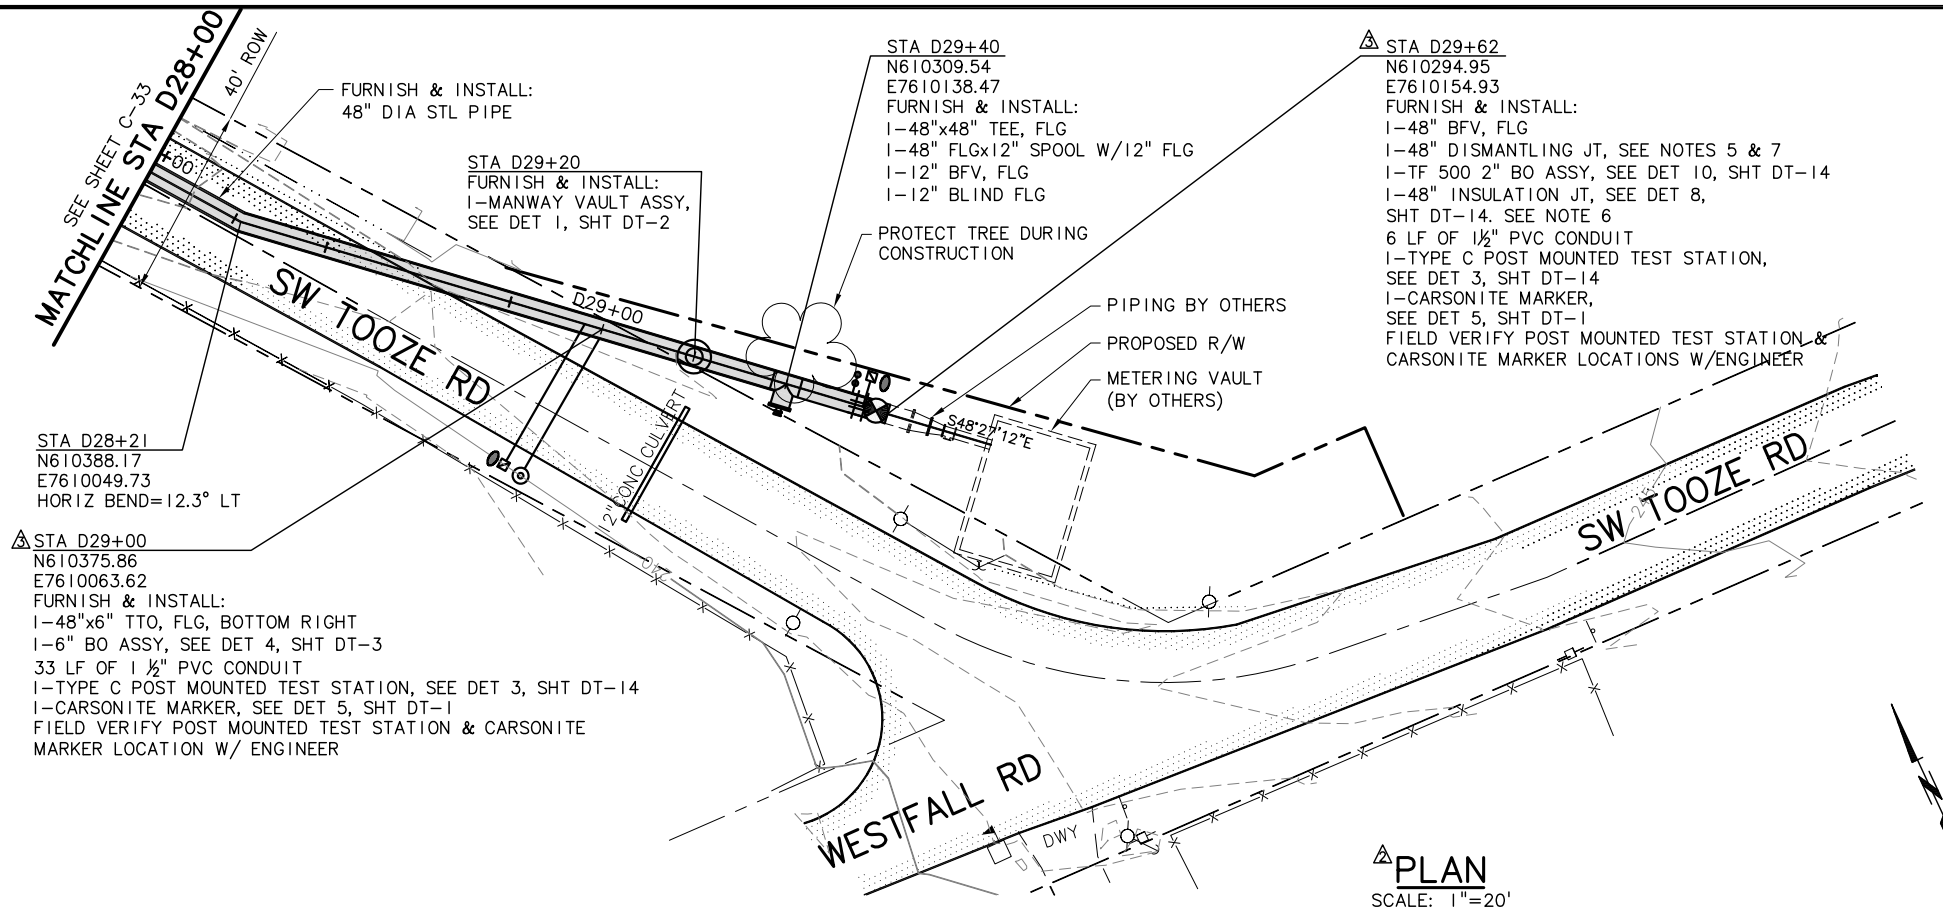 SEE SHEET C-33
MATCHLINE STA D28+00
40' ROW
+00
FURNISH & INSTALL:
48" DIA STL PIPE
STA D29+20
FURNISH & INSTALL:
1-MANWAY VAULT ASSY,
SEE DET 1, SHT DT-2
STA D29+40
N610309.54
E7610138.47
FURNISH & INSTALL:
1-48"x48" TEE, FLG
1-48" FLGx12" SPOOL W/12" FLG
1-12" BFV, FLG
1-12" BLIND FLG
PROTECT TREE DURING
CONSTRUCTION
3
STA D29+62
N610294.95
E7610154.93
FURNISH & INSTALL:
1-48" BFV, FLG
1-48" DISMANTLING JT, SEE NOTES 5 & 7
1-TF 500 2" BO ASSY, SEE DET 10, SHT DT-14
1-48" INSULATION JT, SEE DET 8,
SHT DT-14. SEE NOTE 6
6 LF OF 1½" PVC CONDUIT
1-TYPE C POST MOUNTED TEST STATION,
SEE DET 3, SHT DT-14
1-CARSONITE MARKER,
SEE DET 5, SHT DT-1
FIELD VERIFY POST MOUNTED TEST STATION &
CARSONITE MARKER LOCATIONS W/ENGINEER
PIPING BY OTHERS
PROPOSED R/W
METERING VAULT
(BY OTHERS)
SW TOOZE RD
D29+00
S48°27'12"E
2" CONC CULVERT
STA D28+21
N610388.17
E7610049.73
HORIZ BEND=12.3° LT
3
STA D29+00
N610375.86
E7610063.62
FURNISH & INSTALL:
1-48"x6" TTO, FLG, BOTTOM RIGHT
1-6" BO ASSY, SEE DET 4, SHT DT-3
33 LF OF 1 ½" PVC CONDUIT
1-TYPE C POST MOUNTED TEST STATION, SEE DET 3, SHT DT-14
1-CARSONITE MARKER, SEE DET 5, SHT DT-1
FIELD VERIFY POST MOUNTED TEST STATION & CARSONITE
MARKER LOCATION W/ ENGINEER
240
SW TOOZE RD
WESTFALL RD
DWY
2
PLAN
SCALE: 1"=20'
N